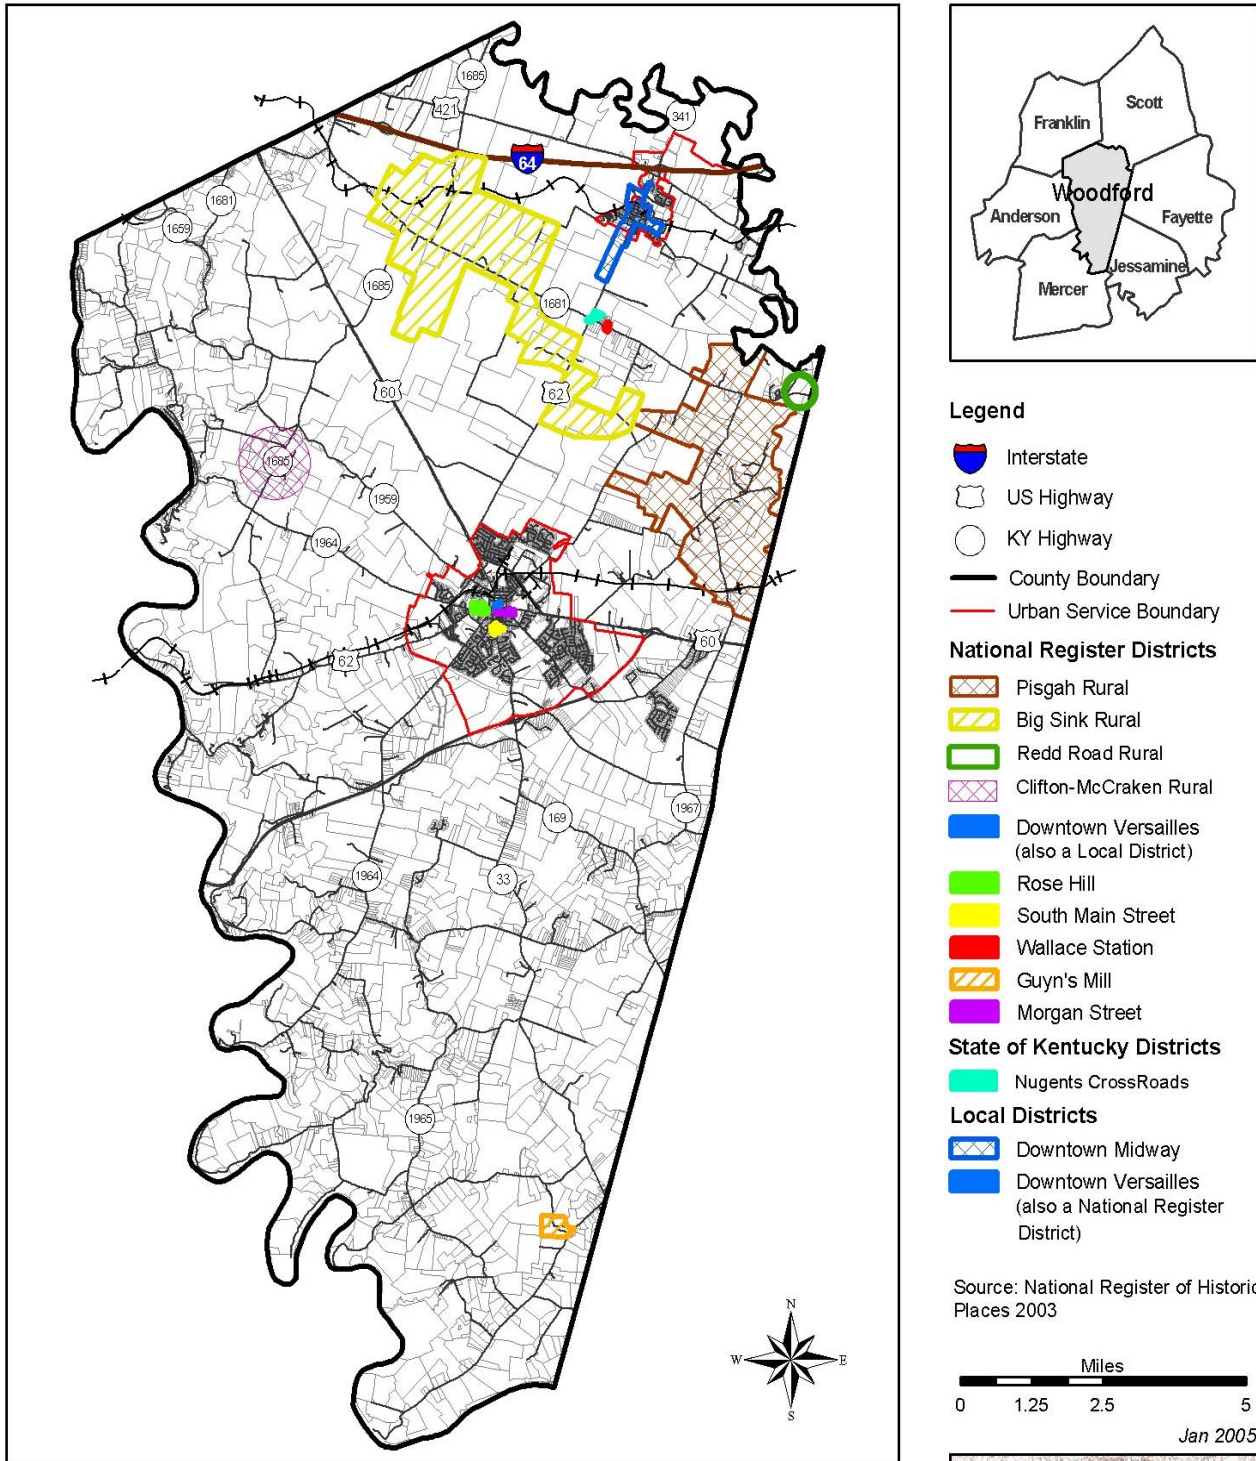 1685
421
341
64
1681
1659
1685
1681
60
62
1685
1959
1964
60
62
169
1967
1964
33
1965
N
W
E
S
Scott
Franklin
Woodford
Anderson
Fayette
Jessamine
Mercer
Legend
Interstate
US Highway
KY Highway
County Boundary
Urban Service Boundary
National Register Districts
Pisgah Rural
Big Sink Rural
Redd Road Rural
Clifton-McCraken Rural
Downtown Versailles
(also a Local District)
Rose Hill
South Main Street
Wallace Station
Guyn's Mill
Morgan Street
State of Kentucky Districts
Nugents CrossRoads
Local Districts
Downtown Midway
Downtown Versailles
(also a National Register
District)
Source: National Register of Historic
Places 2003
Miles
0 1.25 2.5 5
Jan 2005